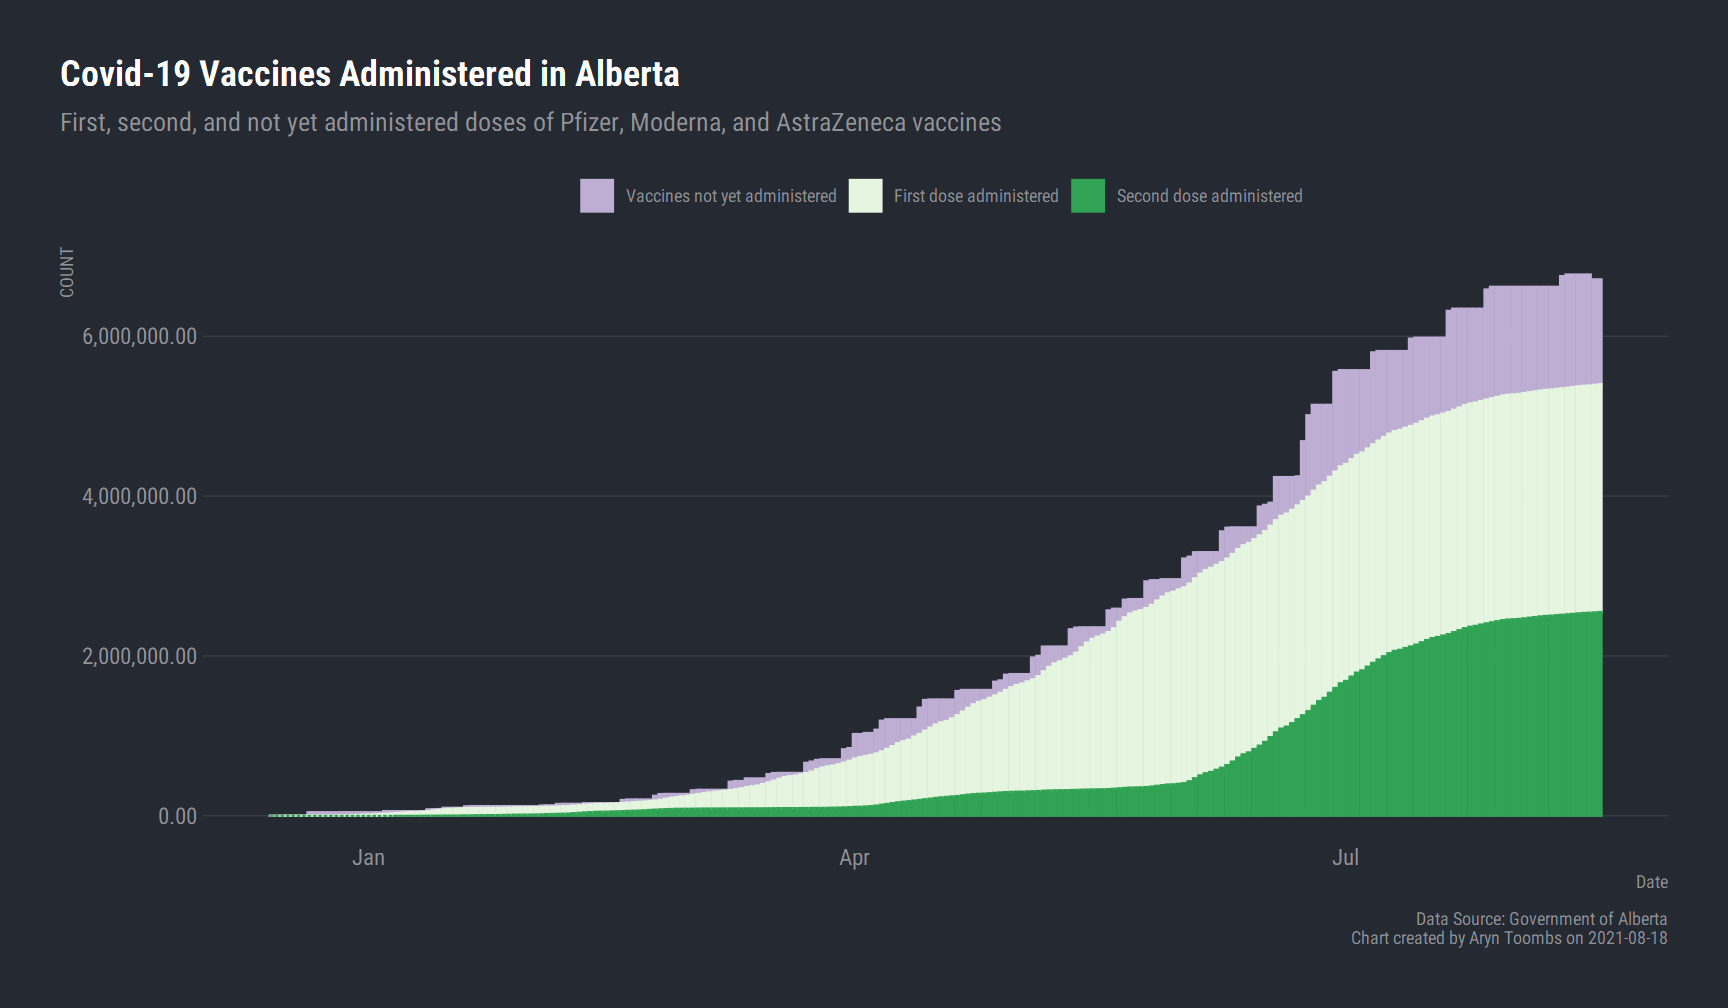 Covid-19 Vaccines Administered in Alberta
First, second, and not yet administered doses of Pfizer, Moderna, and AstraZeneca vaccines
Vaccines not yet administered
First dose administered
Second dose administered
COUNT
6,000,000.00
4,000,000.00
2,000,000.00
0.00
Jan
Apr
Jul
Date
Data Source: Government of Alberta
Chart created by Aryn Toombs on 2021-08-18